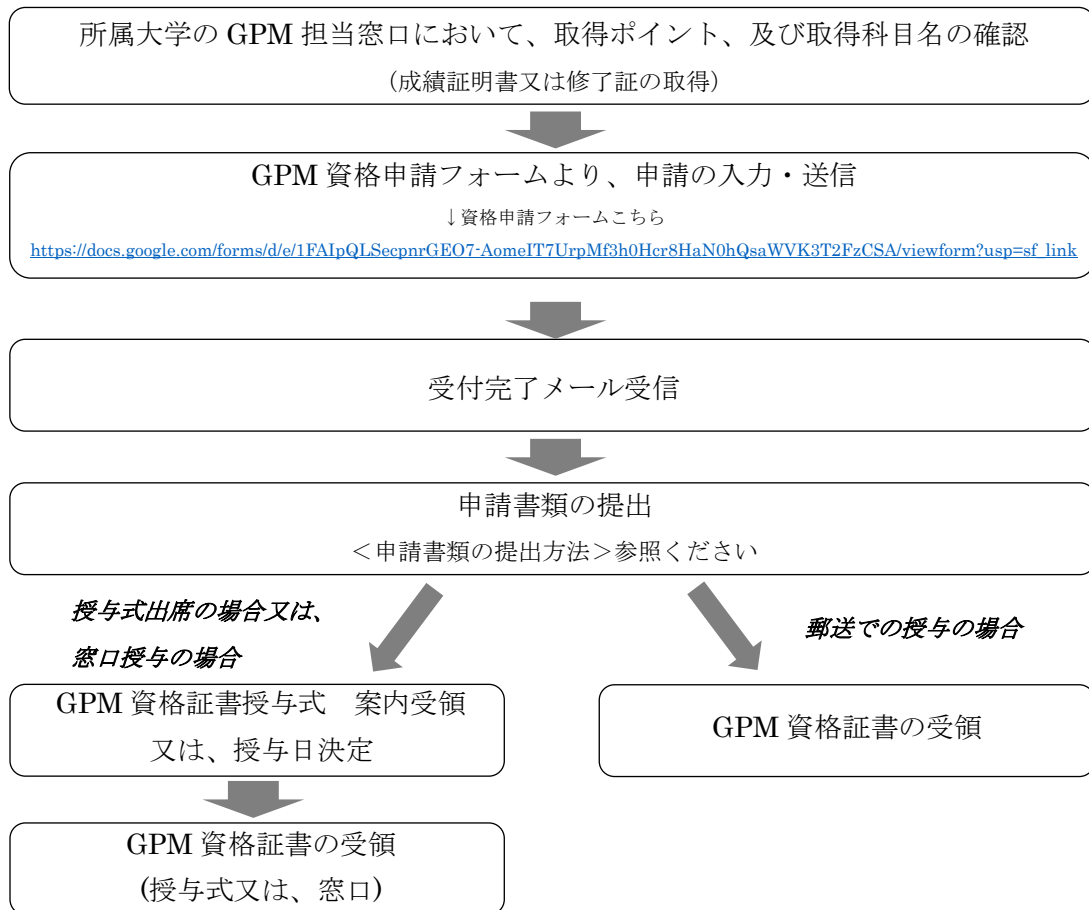 所属大学の GPM 担当窓口において、取得ポイント、及び取得科目名の確認
（成績証明書又は修了証の取得）
GPM 資格申請フォームより、申請の入力・送信
↓資格申請フォームこちら
https://docs.google.com/forms/d/e/1FAIpQLSecpnrGEO7-AomeIT7UrpMf3h0Hcr8HaN0hQsaWVK3T2FzCSA/viewform?usp=sf_link
受付完了メール受信
申請書類の提出
＜申請書類の提出方法＞参照ください
授与式出席の場合又は、
窓口授与の場合
郵送での授与の場合
GPM 資格証書授与式　案内受領
又は、授与日決定
GPM 資格証書の受領
GPM 資格証書の受領
(授与式又は、窓口)